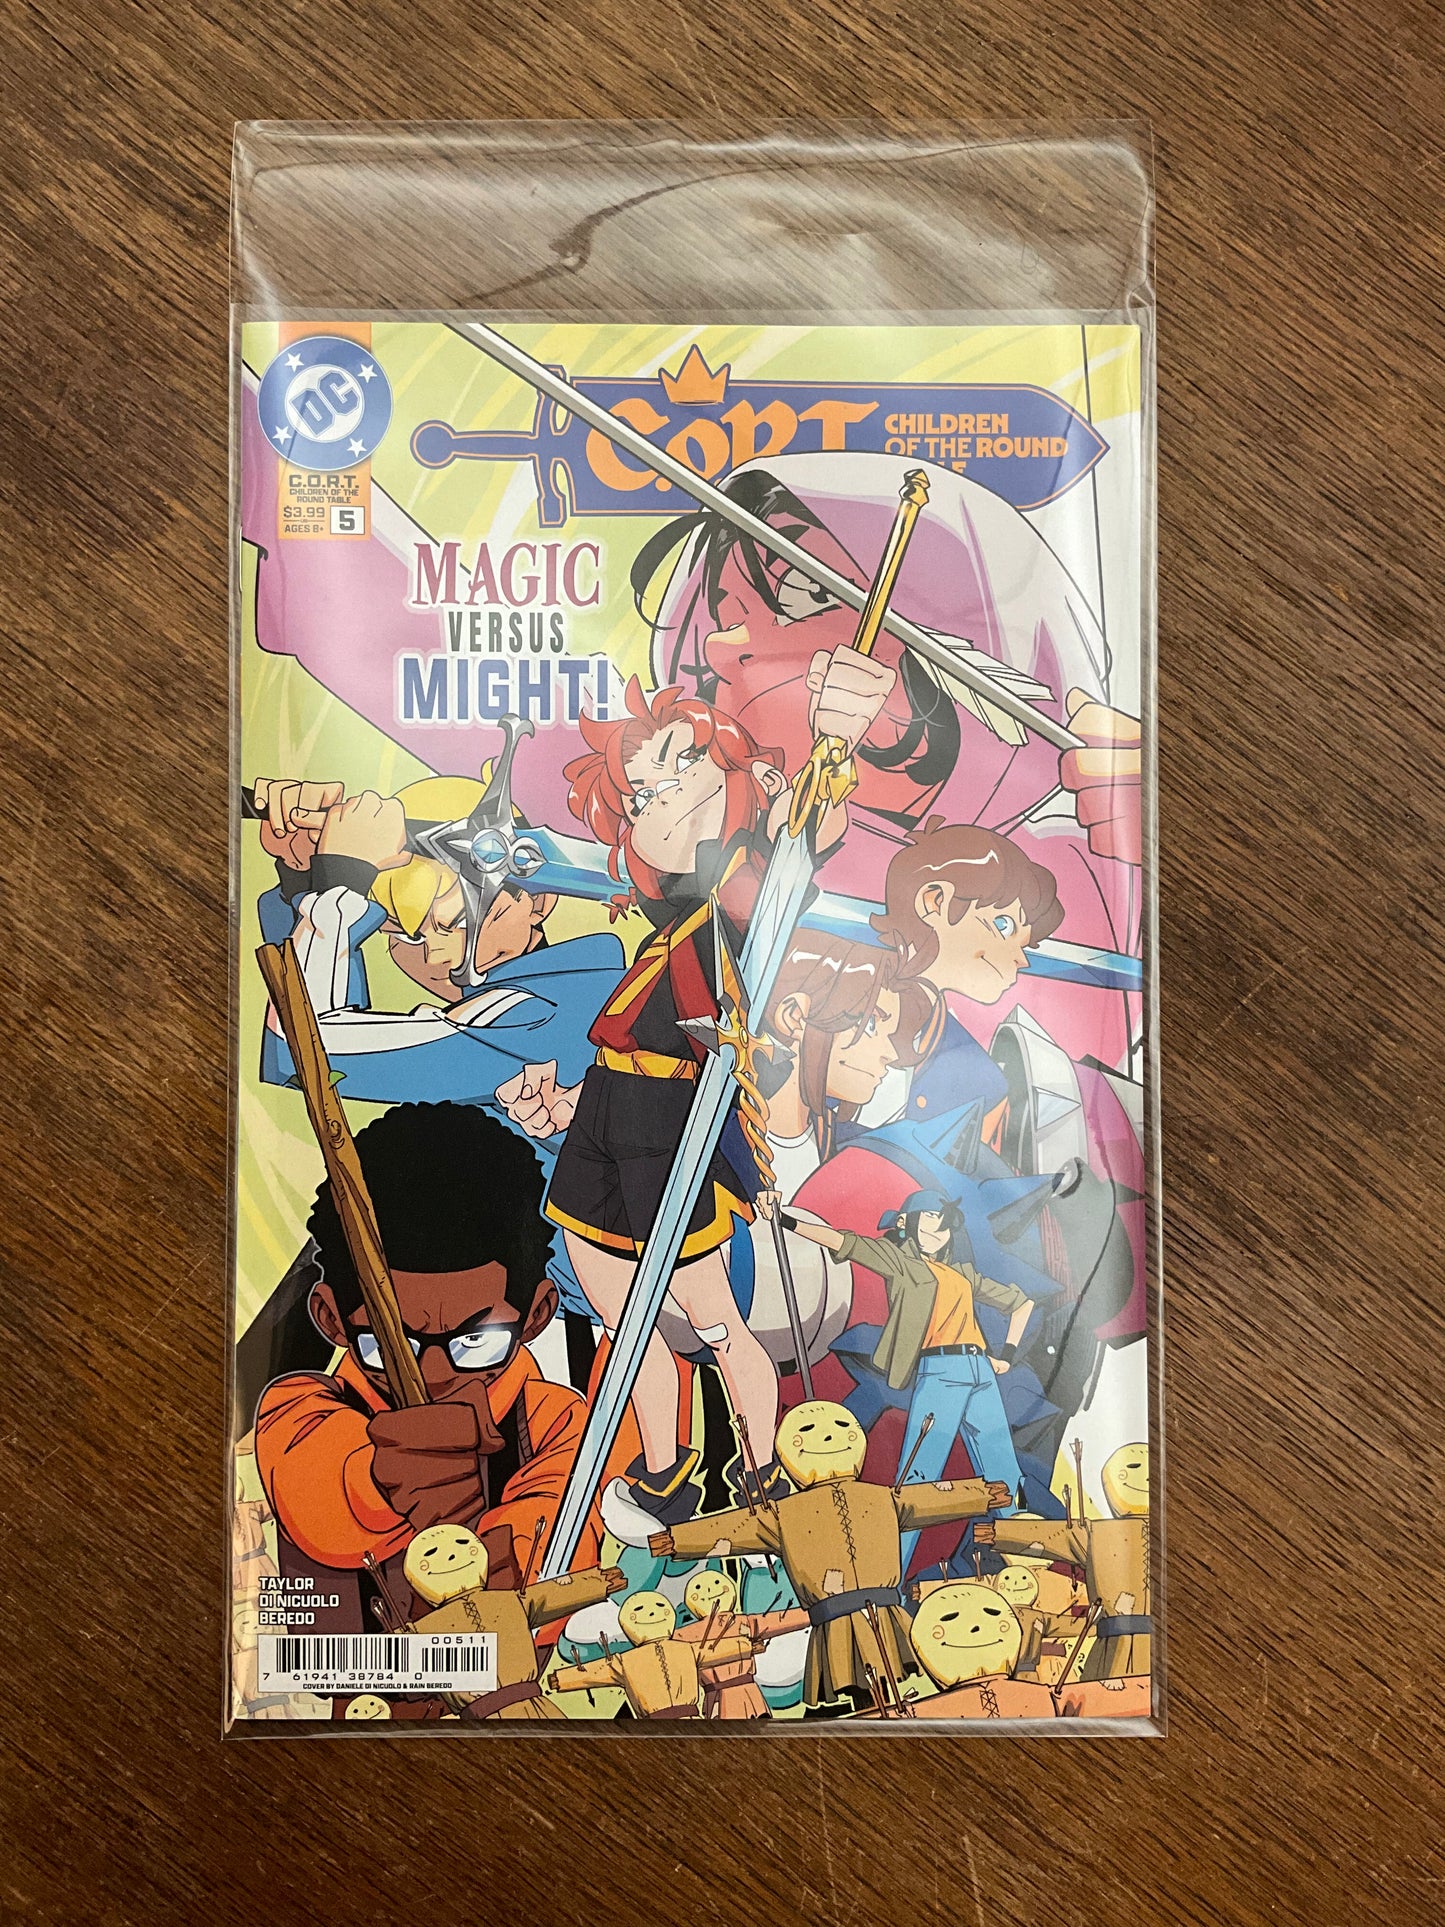 DC
C.O.R.T.
CHILDREN OF THE
ROUND TABLE
$3.99
US
5
AGES 8+
C.O.R.T.
CHILDREN
OF THE ROUND
MAGIC
VERSUS
MIGHT!
TAYLOR
DI NICUOLO
BEREDO
00511
7 61941 38784 0
COVER BY DANIELE DI NICUOLO & RAIN BEREDO